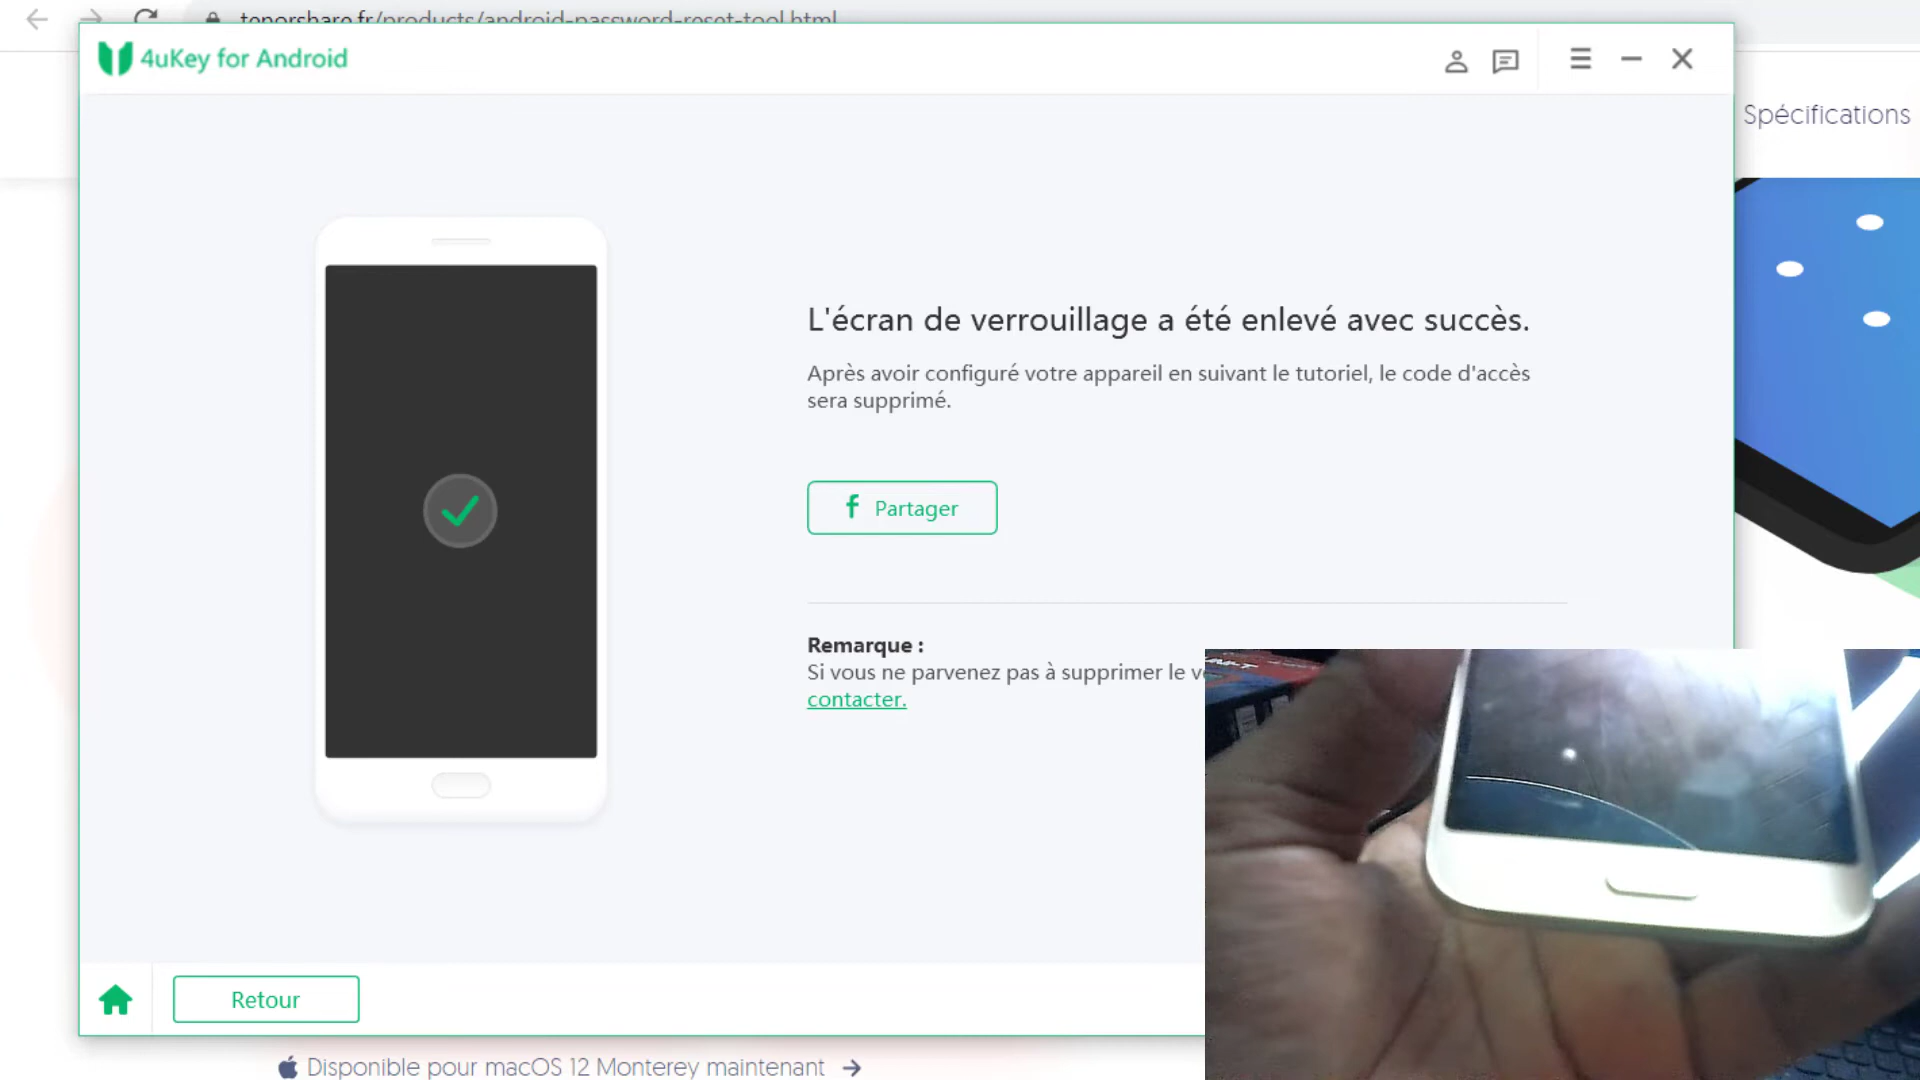 tenorshare.fr/products/android-password-reset-tool.html
4uKey for Android
Spécifications
L'écran de verrouillage a été enlevé avec succès.
Après avoir configuré votre appareil en suivant le tutoriel, le code d'accès
sera supprimé.
f Partager
Remarque :
Si vous ne parvenez pas à supprimer le
contacter.
UNI-T
Retour
Disponible pour macOS 12 Monterey maintenant →